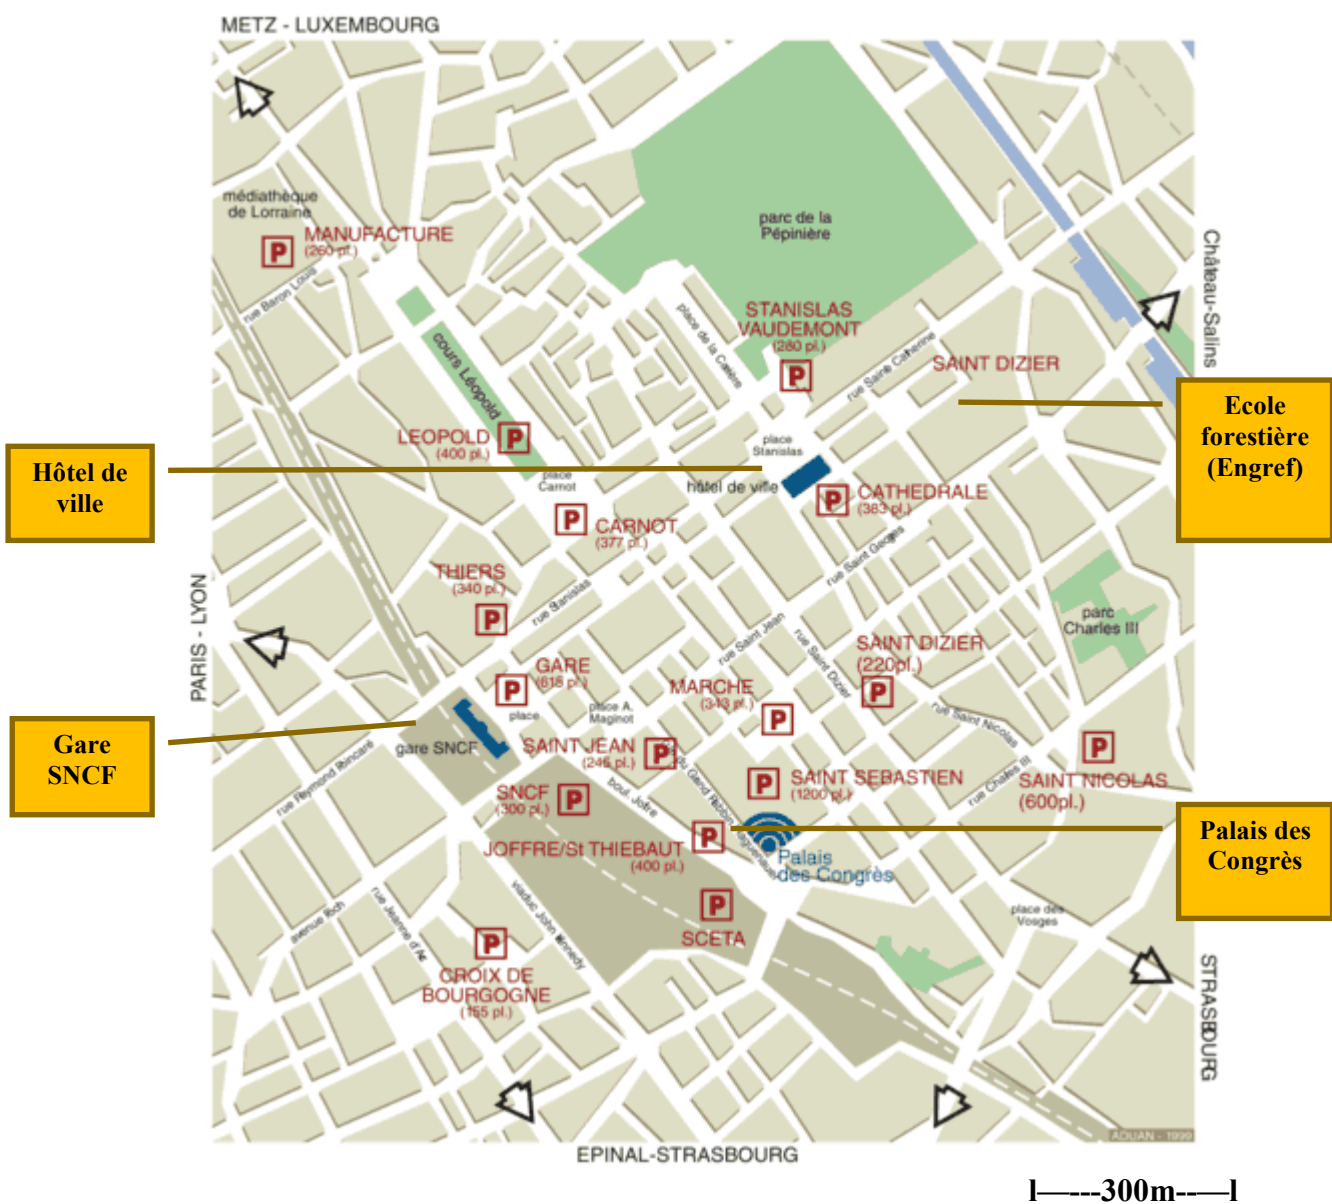 METZ - LUXEMBOURG
médiathèque
de Lorraine
MANUFACTURE
(260 pl.)
rue Baron Louis
parc de la
Pépinière
Château-Salins
cours Léopold
place de la Carière
STANISLAS
VAUDEMONT
(280 pl.)
rue Sainte Catherine
SAINT DIZIER
Ecole
forestière
(Engref)
LEOPOLD
(400 pl.)
place
Carnot
place
Stanislas
Hôtel de
ville
hôtel de ville
CATHEDRALE
(383 pl.)
CARNOT
(377 pl.)
rue Saint Georges
THIERS
(340 pl.)
rue Stanislas
PARIS - LYON
parc
Charles III
rue Saint Jean
rue Saint Dizier
SAINT DIZIER
(220pl.)
GARE
(618 pl.)
place
place A.
Maginot
MARCHE
(343 pl.)
rue Saint Nicolas
Gare
SNCF
gare SNCF
SAINT JEAN
(246 pl.)
rue Raymond Poincaré
boul. Joffre
SNCF
(300 pl.)
SAINT SEBASTIEN
(1200 pl.)
rue Charles III
SAINT NICOLAS
(600pl.)
JOFFRE/St THIEBAUT
(400 pl.)
Palais
des Congrès
Palais des
Congrès
avenue Foch
rue Jeanne d'Arc
viaduc John Kennedy
place des
Vosges
SCETA
CROIX DE
BOURGOGNE
(155 pl.)
STRASBOURG
ADUAN - 1999
EPINAL-STRASBOURG
l—---300m--—l